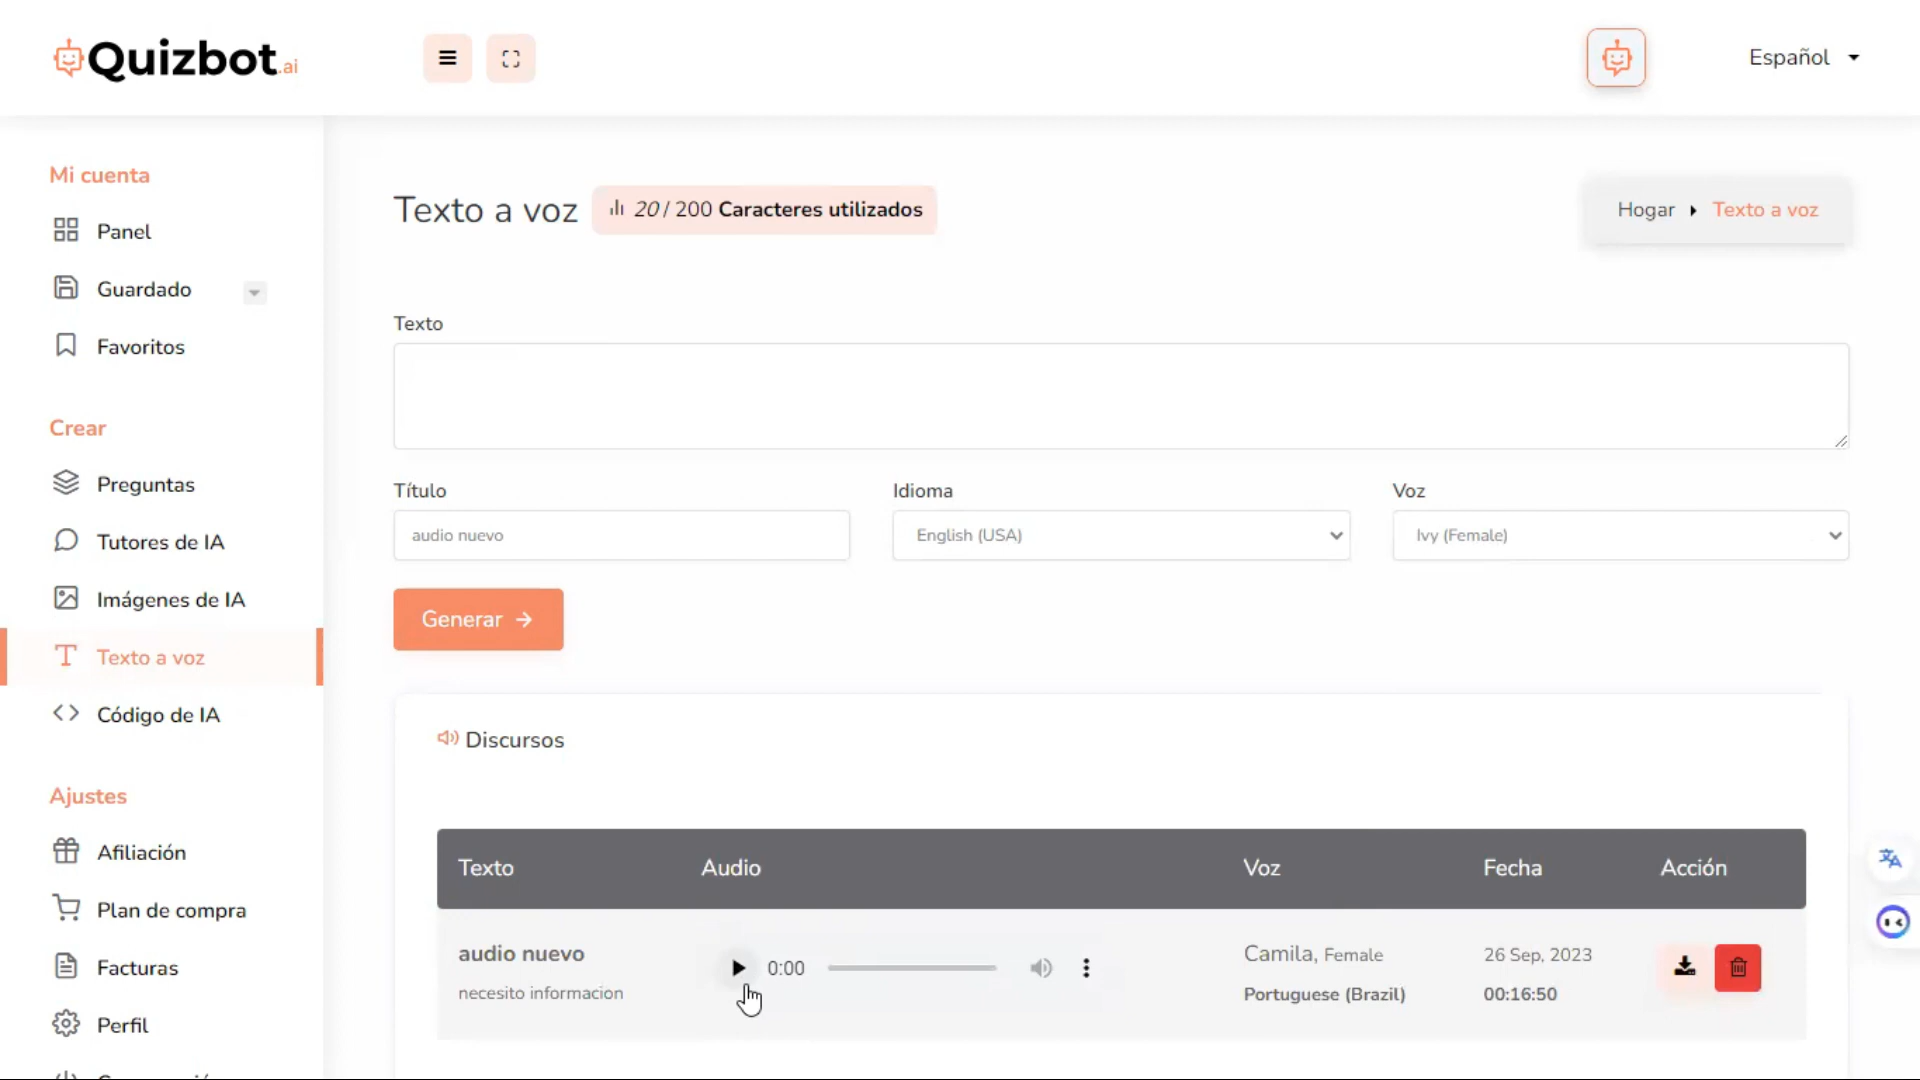 Quizbot.ai
Español
Mi cuenta
Panel
Guardado
Favoritos
Crear
Preguntas
Tutores de IA
Imágenes de IA
Texto a voz
Código de IA
Ajustes
Afiliación
Plan de compra
Facturas
Perfil
Texto a voz
20 / 200 Caracteres utilizados
Hogar Texto a voz
Texto
Título
Idioma
Voz
audio nuevo
English (USA)
Ivy (Female)
Generar →
Discursos
Texto Audio Voz Fecha Acción
audio nuevo
necesito informacion
0:00
Camila, Female
Portuguese (Brazil)
26 Sep, 2023
00:16:50